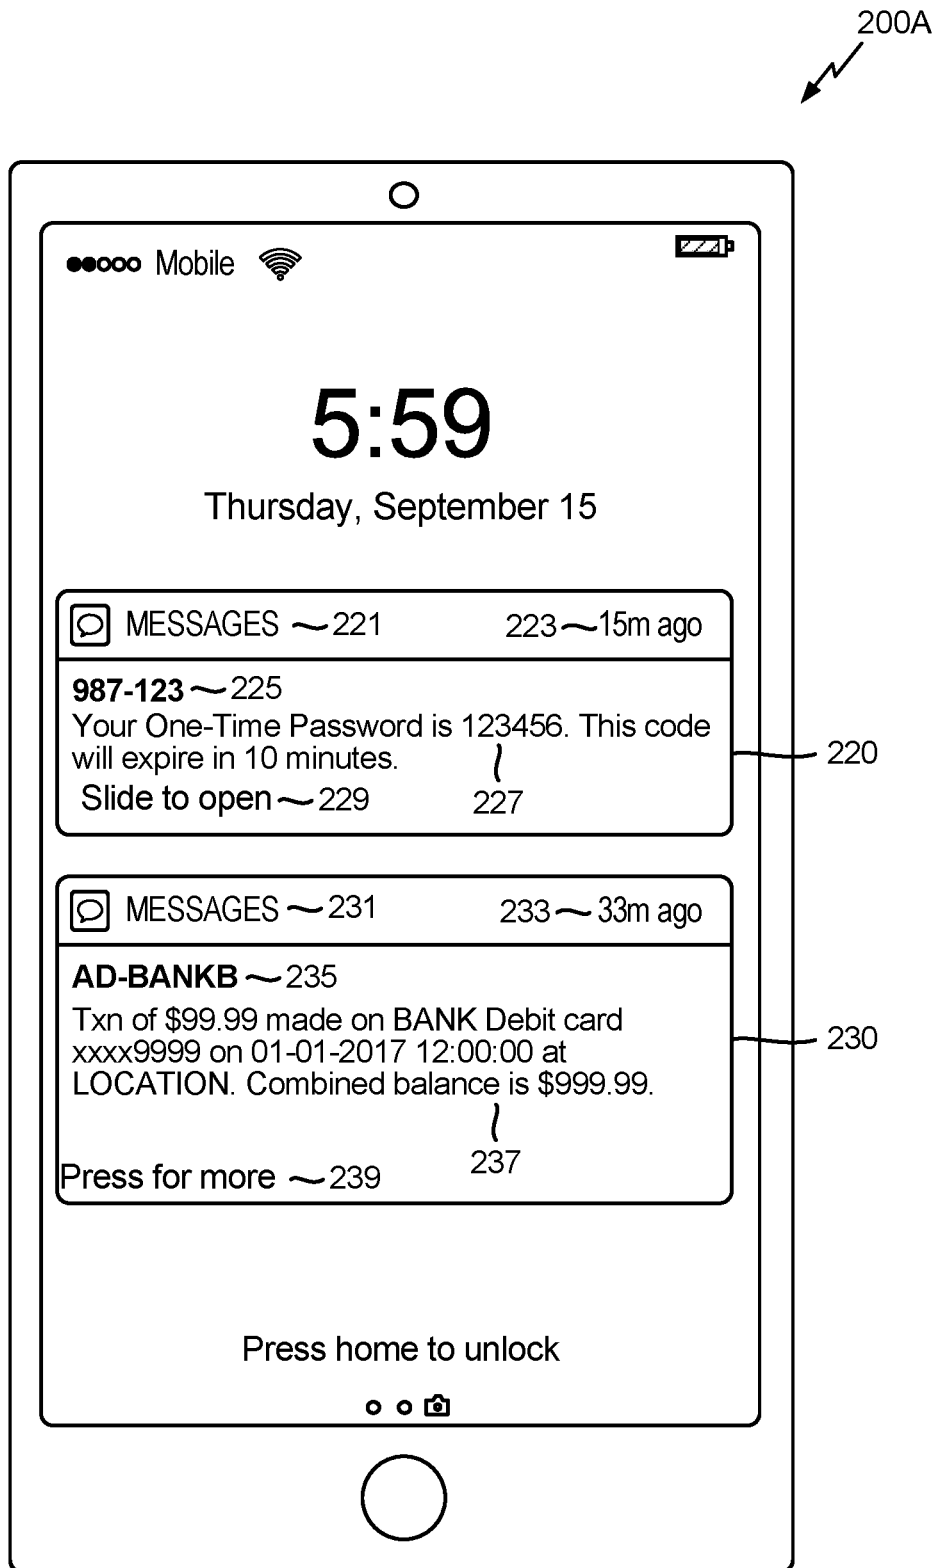 200A
Mobile
5:59
Thursday, September 15
MESSAGES 221 223 15m ago
987-123 225
Your One-Time Password is 123456. This code
will expire in 10 minutes.
220
Slide to open 229 227
MESSAGES 231 233 33m ago
AD-BANKB 235
Txn of $99.99 made on BANK Debit card
xxxx9999 on 01-01-2017 12:00:00 at
230
LOCATION. Combined balance is $999.99.
Press for more 239 237
Press home to unlock